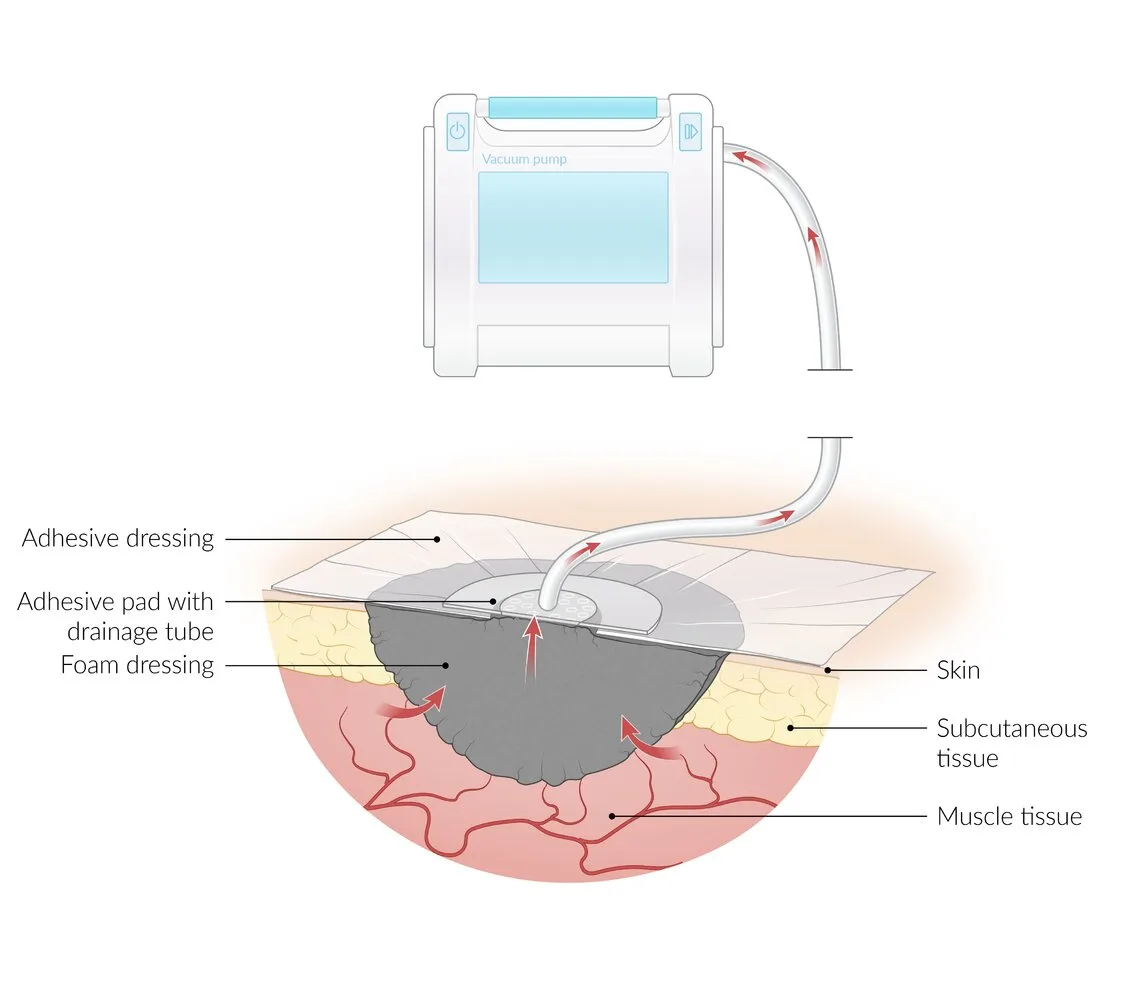 Vacuum pump
Adhesive dressing
Adhesive pad with
drainage tube
Foam dressing
Skin
Subcutaneous
tissue
Muscle tissue